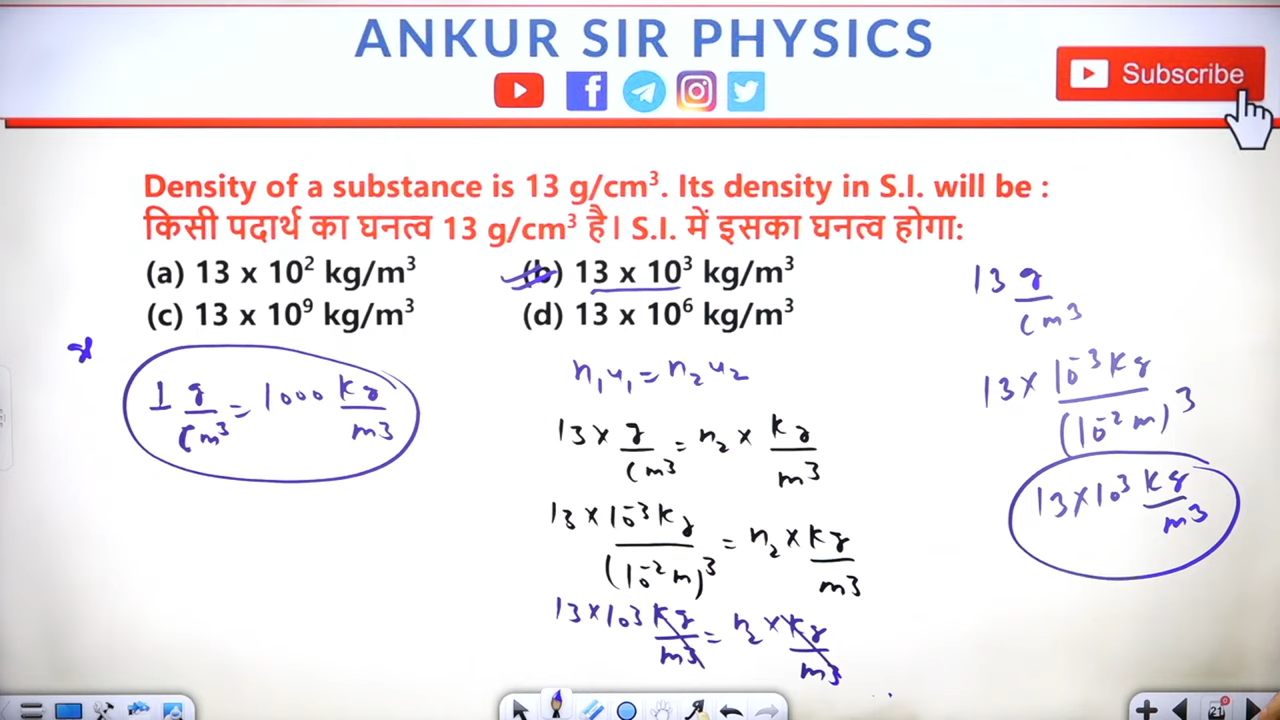 ANKUR SIR PHYSICS
Subscribe
Density of a substance is 13 g/cm³. Its density in S.I. will be :
किसी पदार्थ का घनत्व 13 g/cm³ है। S.I. में इसका घनत्व होगा:
(a) 13 x 10² kg/m³ (b) 13 x 10³ kg/m³
(c) 13 x 10⁹ kg/m³ (d) 13 x 10⁶ kg/m³
1 g/cm³ = 1000 kg/m³
n₁u₁ = n₂u₂
13 × g/cm³ = n₂ × kg/m³
13 × 10⁻³ kg/(10⁻² m)³ = n₂ × kg/m³
13 × 10³ kg/m³ = n₂ × kg/m³
13 g/cm³
13 × 10⁻³ kg/(10⁻² m)³
13 × 10³ kg/m³
21